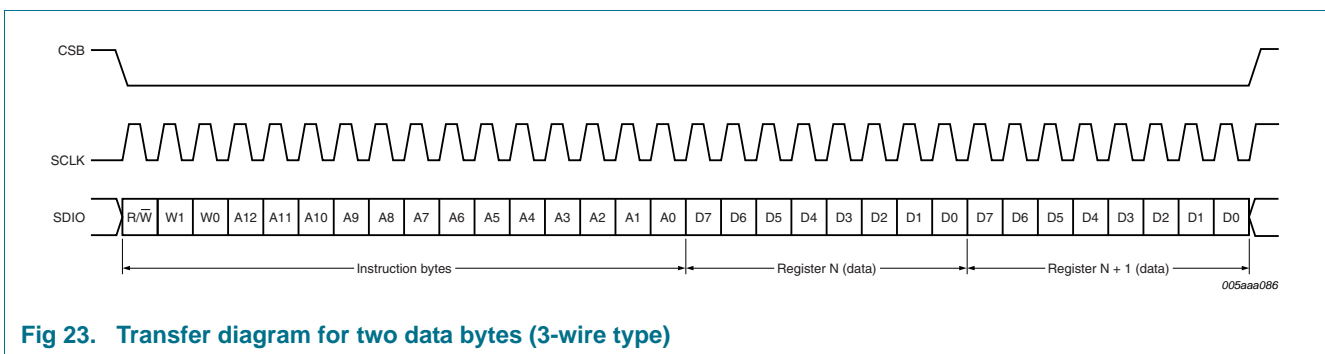 CSB
SCLK
SDIO R/W̅ W1 W0 A12 A11 A10 A9 A8 A7 A6 A5 A4 A3 A2 A1 A0 D7 D6 D5 D4 D3 D2 D1 D0 D7 D6 D5 D4 D3 D2 D1 D0
Instruction bytes Register N (data) Register N + 1 (data)
005aaa086
Fig 23. Transfer diagram for two data bytes (3-wire type)